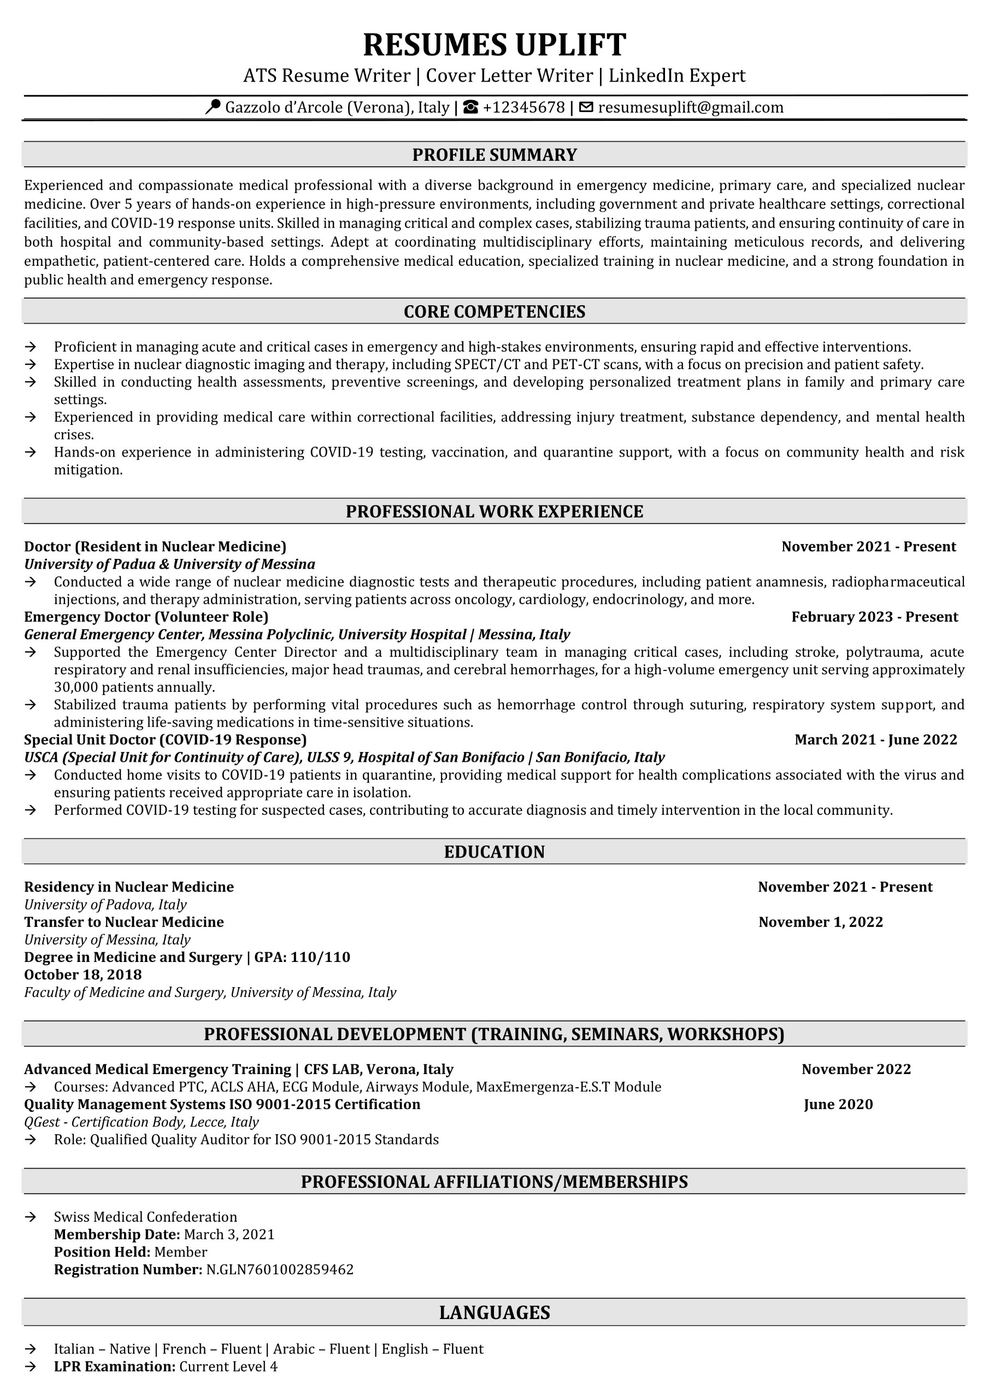 RESUMES UPLIFT
ATS Resume Writer | Cover Letter Writer | LinkedIn Expert
Gazzolo d'Arcole (Verona), Italy | +12345678 | resumesuplift@gmail.com
PROFILE SUMMARY
Experienced and compassionate medical professional with a diverse background in emergency medicine, primary care, and specialized nuclear
medicine. Over 5 years of hands-on experience in high-pressure environments, including government and private healthcare settings, correctional
facilities, and COVID-19 response units. Skilled in managing critical and complex cases, stabilizing trauma patients, and ensuring continuity of care in
both hospital and community-based settings. Adept at coordinating multidisciplinary efforts, maintaining meticulous records, and delivering
empathetic, patient-centered care. Holds a comprehensive medical education, specialized training in nuclear medicine, and a strong foundation in
public health and emergency response.
CORE COMPETENCIES
→ Proficient in managing acute and critical cases in emergency and high-stakes environments, ensuring rapid and effective interventions.
→ Expertise in nuclear diagnostic imaging and therapy, including SPECT/CT and PET-CT scans, with a focus on precision and patient safety.
→ Skilled in conducting health assessments, preventive screenings, and developing personalized treatment plans in family and primary care
settings.
→ Experienced in providing medical care within correctional facilities, addressing injury treatment, substance dependency, and mental health
crises.
→ Hands-on experience in administering COVID-19 testing, vaccination, and quarantine support, with a focus on community health and risk
mitigation.
PROFESSIONAL WORK EXPERIENCE
Doctor (Resident in Nuclear Medicine) November 2021 - Present
University of Padua & University of Messina
→ Conducted a wide range of nuclear medicine diagnostic tests and therapeutic procedures, including patient anamnesis, radiopharmaceutical
injections, and therapy administration, serving patients across oncology, cardiology, endocrinology, and more.
Emergency Doctor (Volunteer Role) February 2023 - Present
General Emergency Center, Messina Polyclinic, University Hospital | Messina, Italy
→ Supported the Emergency Center Director and a multidisciplinary team in managing critical cases, including stroke, polytrauma, acute
respiratory and renal insufficiencies, major head traumas, and cerebral hemorrhages, for a high-volume emergency unit serving approximately
30,000 patients annually.
→ Stabilized trauma patients by performing vital procedures such as hemorrhage control through suturing, respiratory system support, and
administering life-saving medications in time-sensitive situations.
Special Unit Doctor (COVID-19 Response) March 2021 - June 2022
USCA (Special Unit for Continuity of Care), ULSS 9, Hospital of San Bonifacio | San Bonifacio, Italy
→ Conducted home visits to COVID-19 patients in quarantine, providing medical support for health complications associated with the virus and
ensuring patients received appropriate care in isolation.
→ Performed COVID-19 testing for suspected cases, contributing to accurate diagnosis and timely intervention in the local community.
EDUCATION
Residency in Nuclear Medicine November 2021 - Present
University of Padova, Italy
Transfer to Nuclear Medicine November 1, 2022
University of Messina, Italy
Degree in Medicine and Surgery | GPA: 110/110
October 18, 2018
Faculty of Medicine and Surgery, University of Messina, Italy
PROFESSIONAL DEVELOPMENT (TRAINING, SEMINARS, WORKSHOPS)
Advanced Medical Emergency Training | CFS LAB, Verona, Italy November 2022
→ Courses: Advanced PTC, ACLS AHA, ECG Module, Airways Module, MaxEmergenza-E.S.T Module
Quality Management Systems ISO 9001-2015 Certification June 2020
QGest - Certification Body, Lecce, Italy
→ Role: Qualified Quality Auditor for ISO 9001-2015 Standards
PROFESSIONAL AFFILIATIONS/MEMBERSHIPS
→ Swiss Medical Confederation
Membership Date: March 3, 2021
Position Held: Member
Registration Number: N.GLN7601002859462
LANGUAGES
→ Italian – Native | French – Fluent | Arabic – Fluent | English – Fluent
→ LPR Examination: Current Level 4